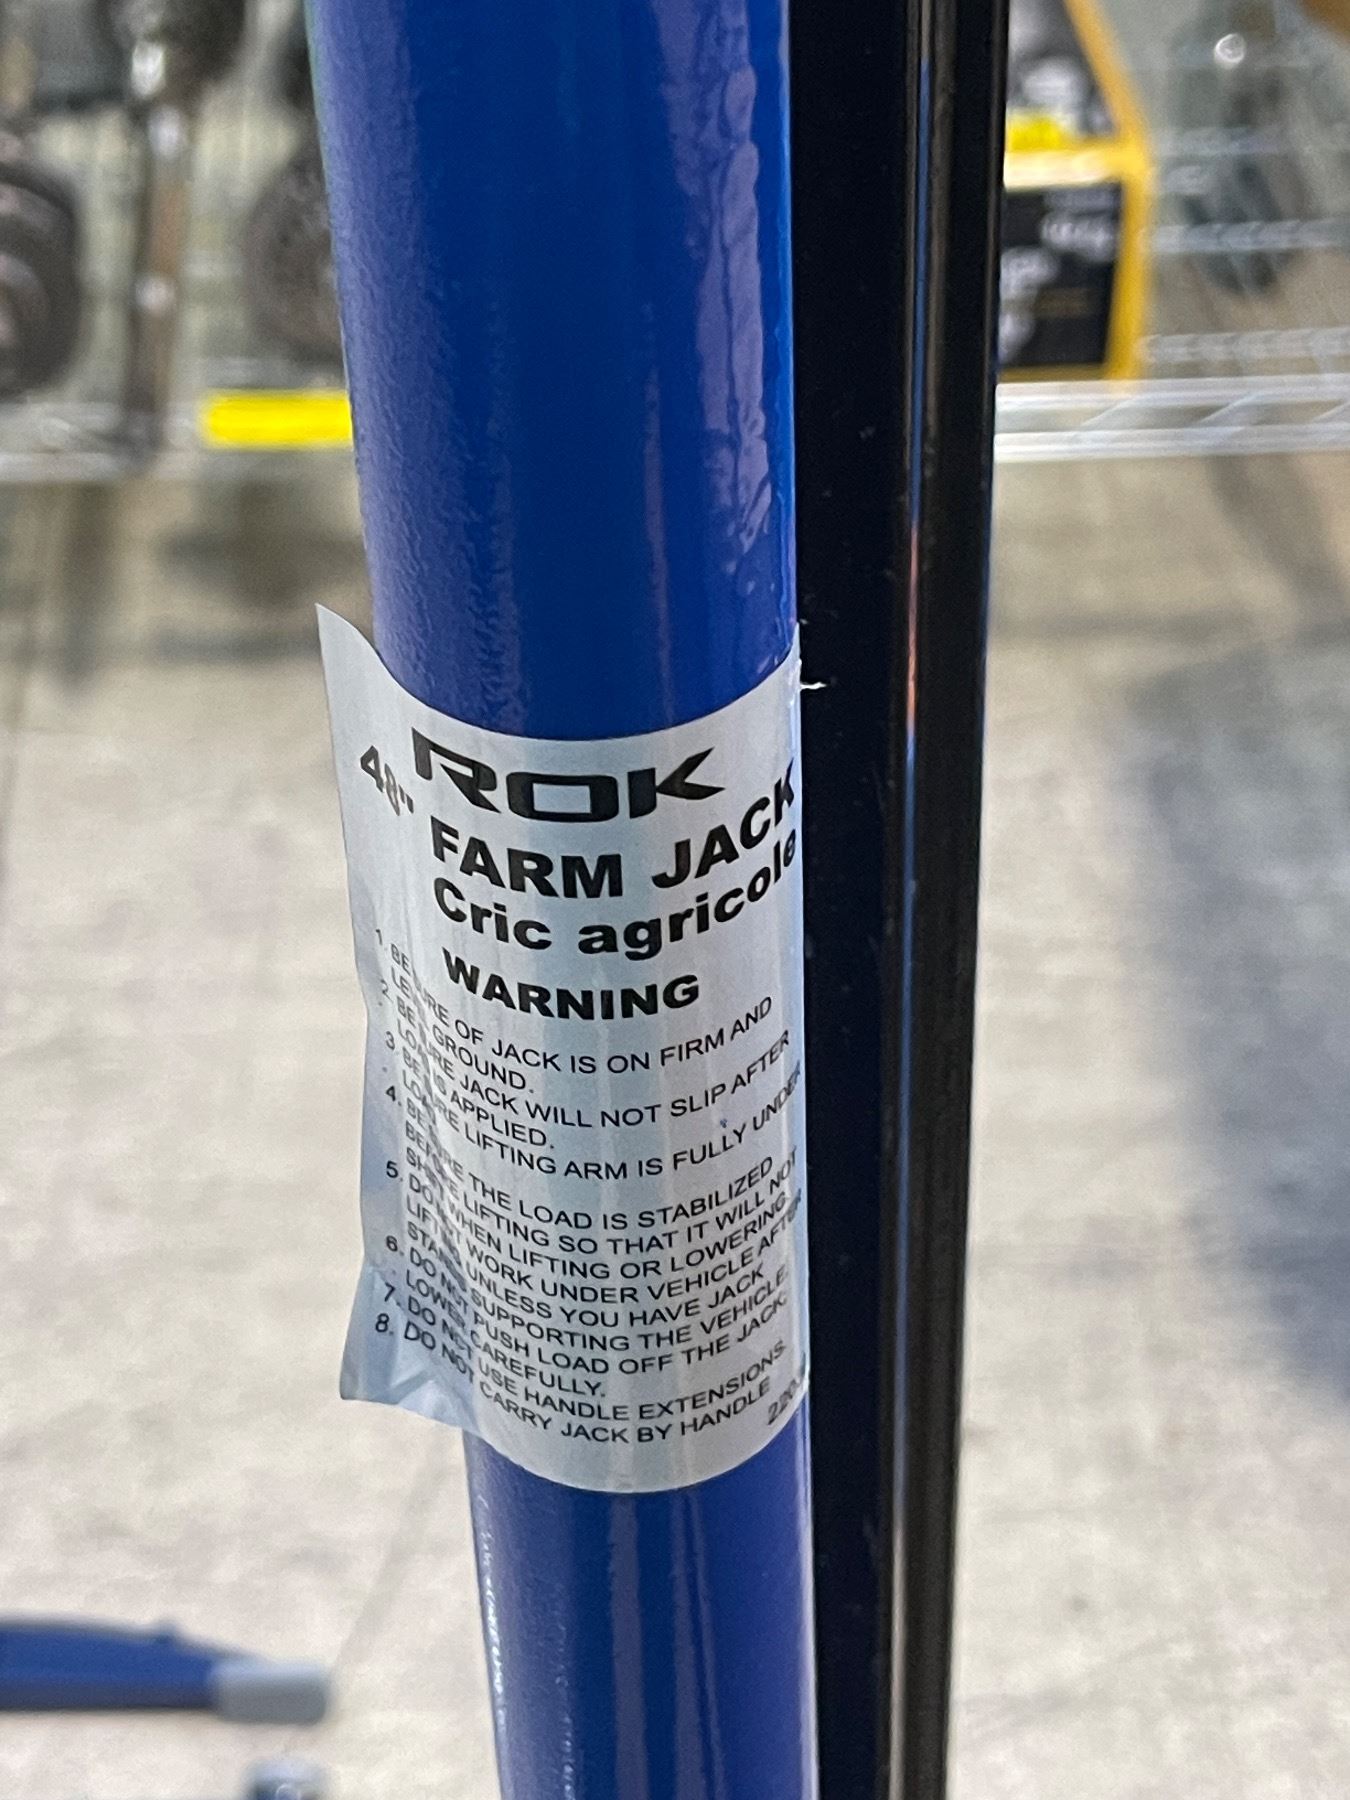 ROK
48" FARM JACK
Cric agricole
WARNING
1. BE SURE OF JACK IS ON FIRM AND
LEVEL GROUND.
2. BE SURE JACK WILL NOT SLIP AFTER
LOAD IS APPLIED.
3. BE SURE LIFTING ARM IS FULLY UNDER
LOAD.
4. BE SURE THE LOAD IS STABILIZED
BEFORE LIFTING SO THAT IT WILL NOT
SHIFT WHEN LIFTING OR LOWERING.
5. DO NOT WORK UNDER VEHICLE AFTER
LIFTING UNLESS YOU HAVE JACK
STANDS SUPPORTING THE VEHICLE.
6. DO NOT PUSH LOAD OFF THE JACK.
LOWER CAREFULLY.
7. DO NOT USE HANDLE EXTENSIONS.
8. DO NOT CARRY JACK BY HANDLE